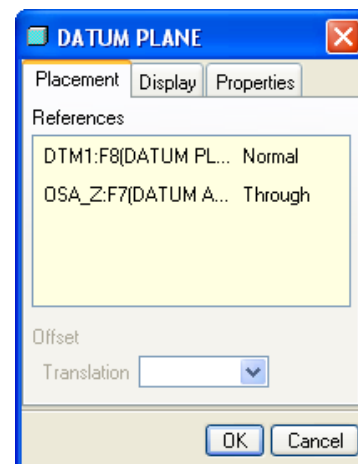 DATUM PLANE
Placement Display Properties
References
DTM1:F8(DATUM PL... Normal
OSA_Z:F7(DATUM A... Through
Offset
Translation
OK Cancel